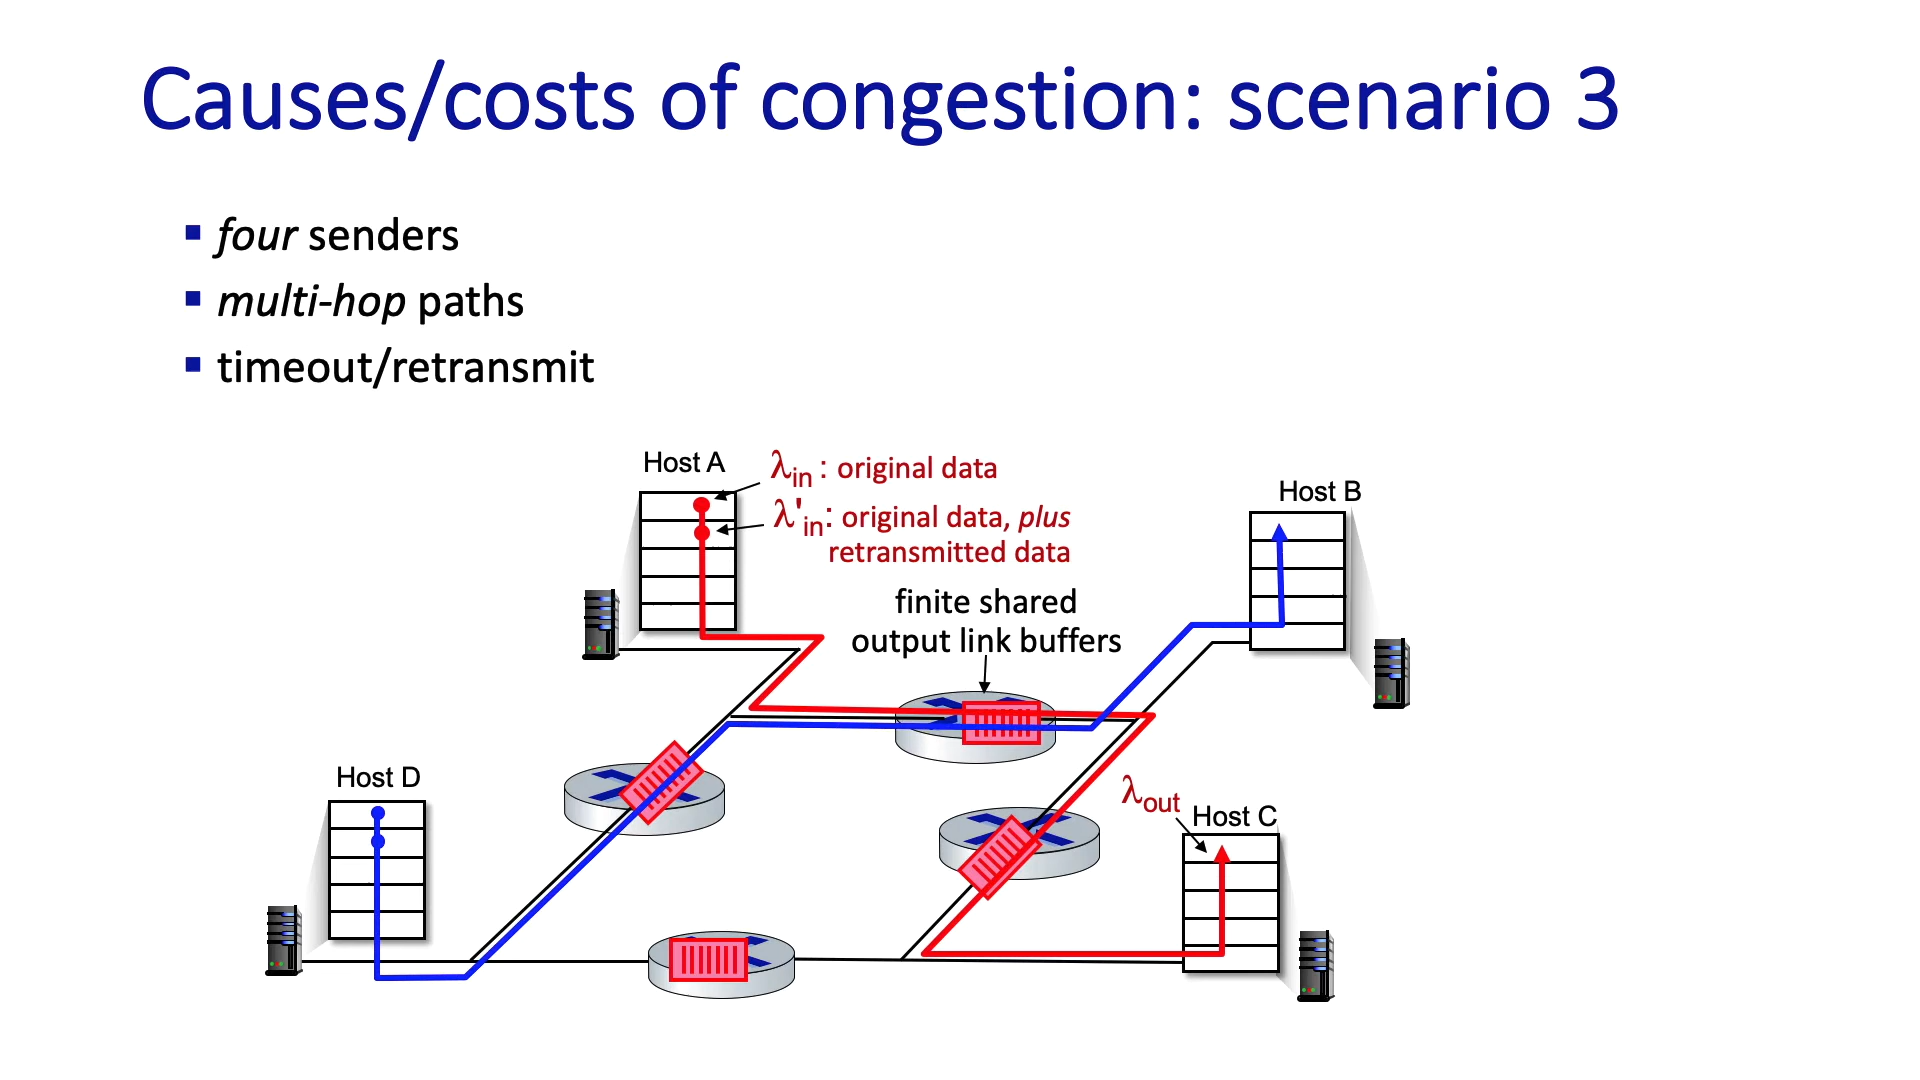 Causes/costs of congestion: scenario 3
four senders
multi-hop paths
timeout/retransmit
Host A
λin : original data
λ'in: original data, plus
retransmitted data
finite shared
output link buffers
Host B
Host D
λout
Host C